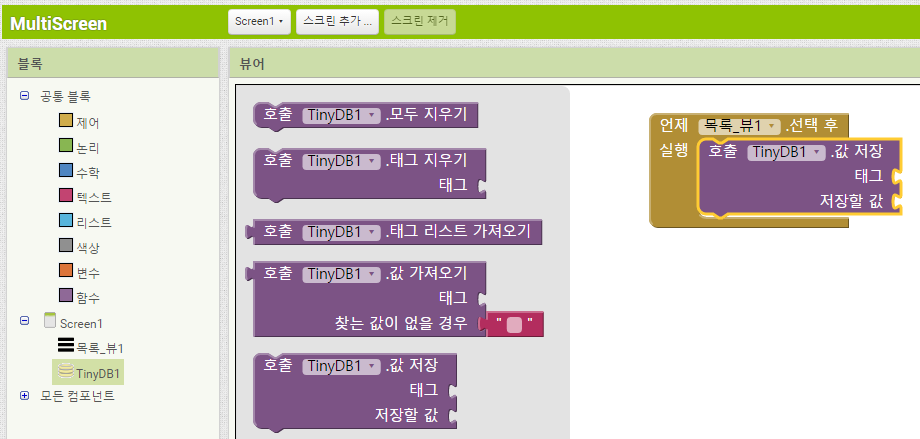 MultiScreen
Screen1
스크린 추가 ...
스크린 제거
블록
뷰어
공통 블록
제어
논리
수학
텍스트
리스트
색상
변수
함수
Screen1
목록_뷰1
TinyDB1
모든 컴포넌트
호출 TinyDB1 .모두 지우기
호출 TinyDB1 .태그 지우기
태그
호출 TinyDB1 .태그 리스트 가져오기
호출 TinyDB1 .값 가져오기
태그
찾는 값이 없을 경우 " "
호출 TinyDB1 .값 저장
태그
저장할 값
언제 목록_뷰1 .선택 후
실행 호출 TinyDB1 .값 저장
태그
저장할 값